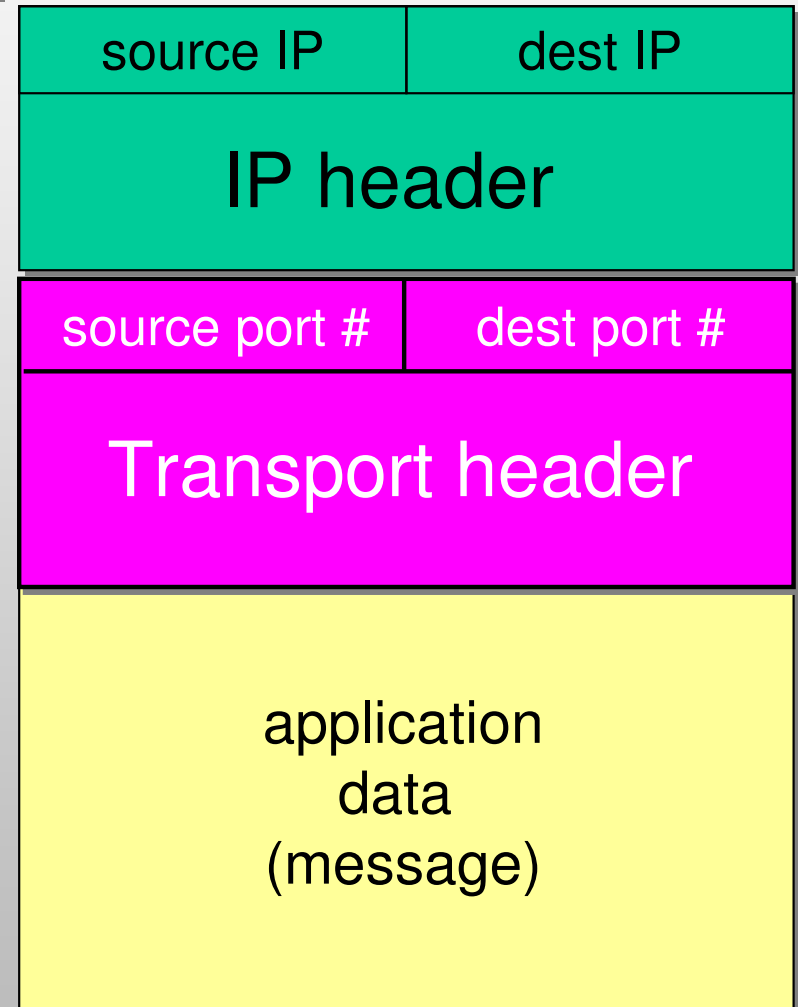 source IP dest IP
IP header
source port # dest port #
Transport header
application
data
(message)